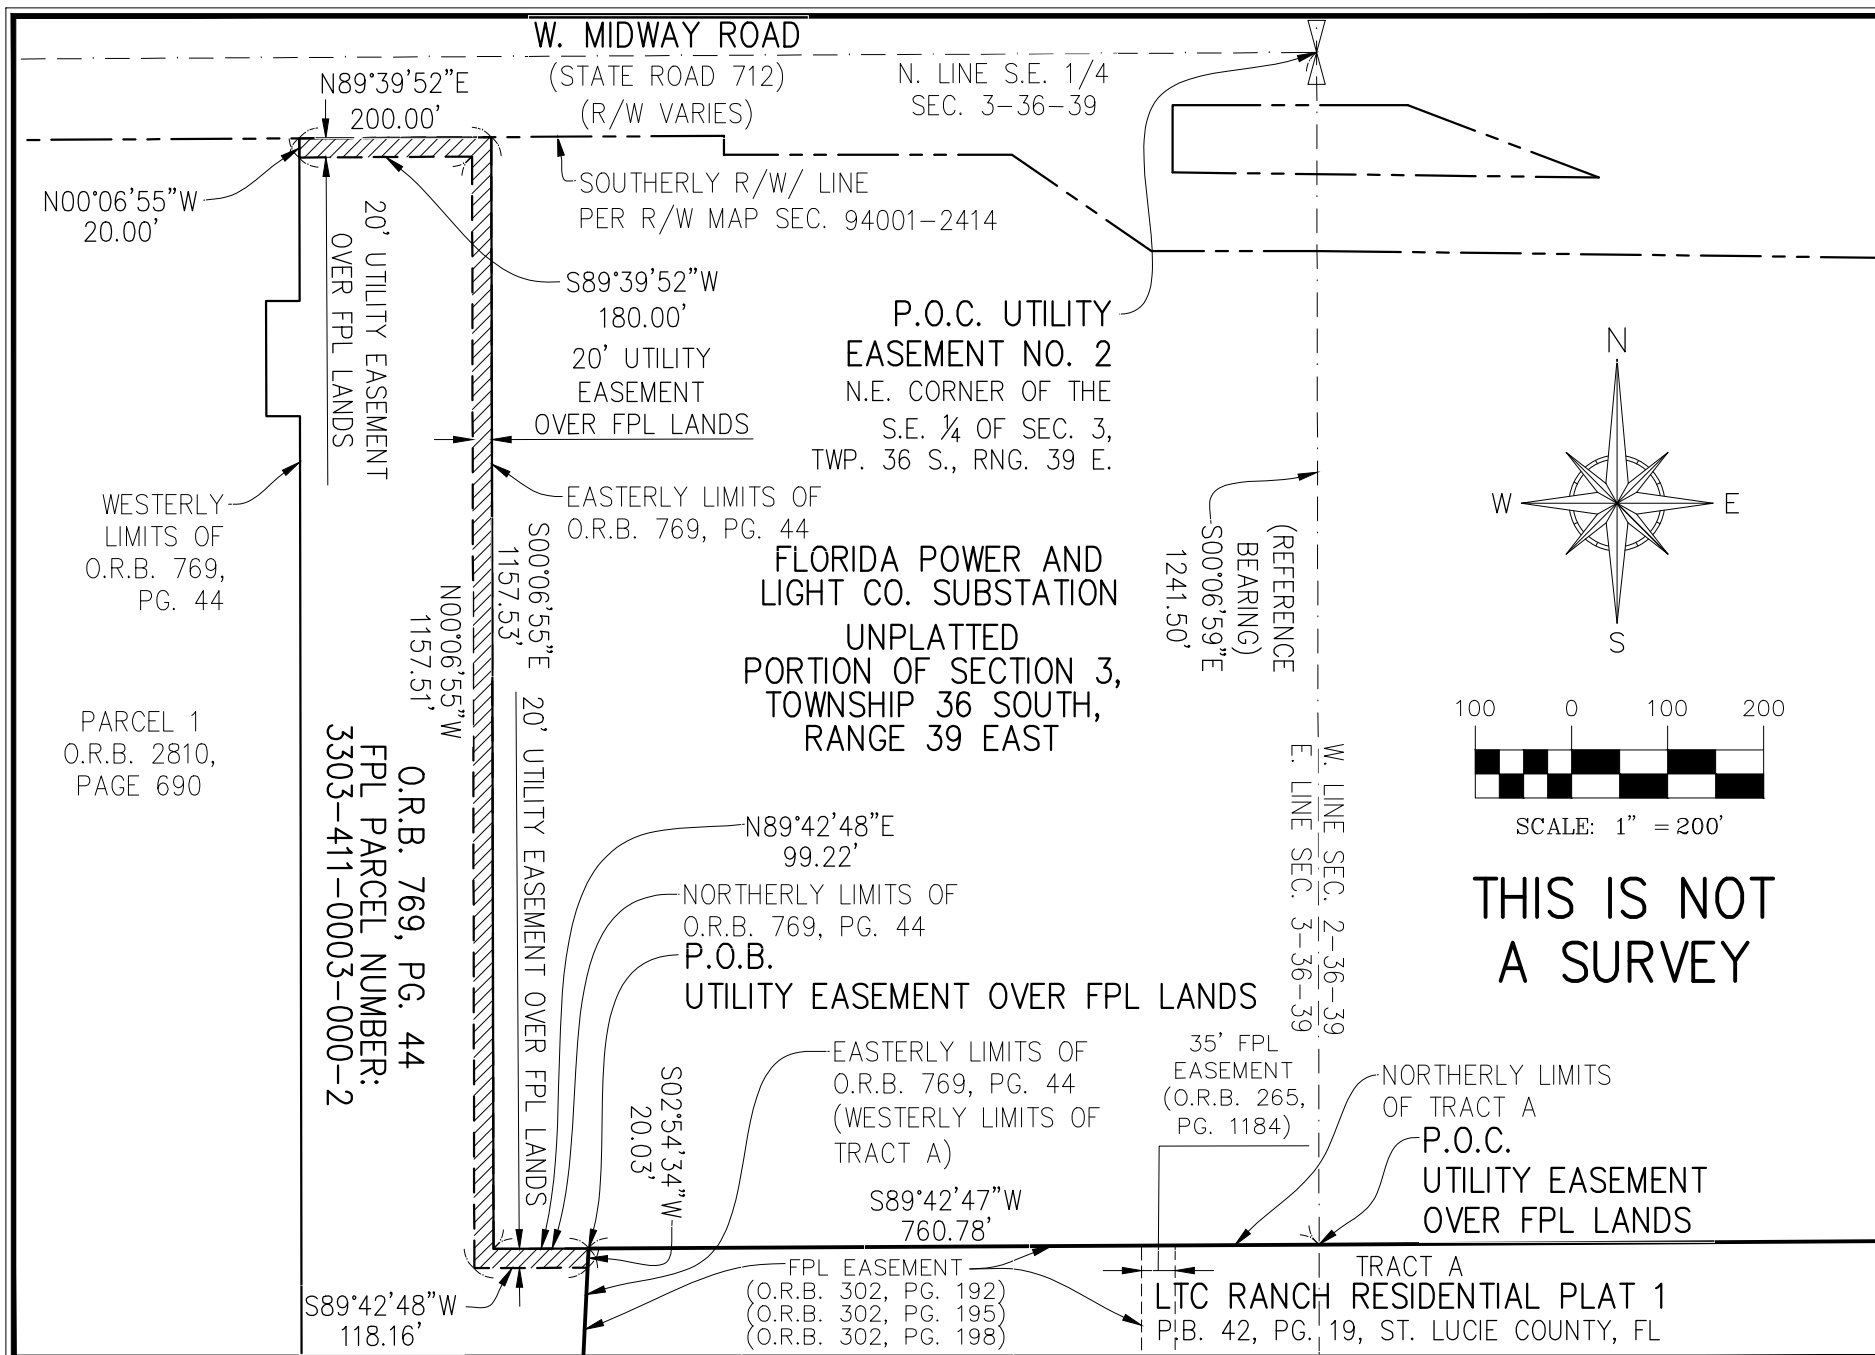 W. MIDWAY ROAD
(STATE ROAD 712)
(R/W VARIES)
N. LINE S.E. 1/4
SEC. 3-36-39
N89°39'52"E
200.00'
N00°06'55"W
20.00'
SOUTHERLY R/W/ LINE
PER R/W MAP SEC. 94001-2414
20' UTILITY EASEMENT
OVER FPL LANDS
S89°39'52"W
180.00'
20' UTILITY
EASEMENT
OVER FPL LANDS
P.O.C. UTILITY
EASEMENT NO. 2
N.E. CORNER OF THE
S.E. ¼ OF SEC. 3,
TWP. 36 S., RNG. 39 E.
N
W
E
S
WESTERLY
LIMITS OF
O.R.B. 769,
PG. 44
EASTERLY LIMITS OF
O.R.B. 769, PG. 44
S00°06'55"E
1157.53'
N00°06'55"W
1157.51'
20' UTILITY EASEMENT OVER FPL LANDS
FLORIDA POWER AND
LIGHT CO. SUBSTATION
UNPLATTED
PORTION OF SECTION 3,
TOWNSHIP 36 SOUTH,
RANGE 39 EAST
(REFERENCE
BEARING)
S00°06'59"E
1241.50'
W. LINE SEC. 2-36-39
E. LINE SEC. 3-36-39
100 0 100 200
SCALE: 1" = 200'
THIS IS NOT
A SURVEY
PARCEL 1
O.R.B. 2810,
PAGE 690
O.R.B. 769, PG. 44
FPL PARCEL NUMBER:
3303-411-0003-000-2
N89°42'48"E
99.22'
NORTHERLY LIMITS OF
O.R.B. 769, PG. 44
P.O.B.
UTILITY EASEMENT OVER FPL LANDS
S02°54'34"W
20.03'
EASTERLY LIMITS OF
O.R.B. 769, PG. 44
(WESTERLY LIMITS OF
TRACT A)
35' FPL
EASEMENT
(O.R.B. 265,
PG. 1184)
NORTHERLY LIMITS
OF TRACT A
P.O.C.
UTILITY EASEMENT
OVER FPL LANDS
S89°42'47"W
760.78'
S89°42'48"W
118.16'
FPL EASEMENT
(O.R.B. 302, PG. 192)
(O.R.B. 302, PG. 195)
(O.R.B. 302, PG. 198)
TRACT A
LTC RANCH RESIDENTIAL PLAT 1
P.B. 42, PG. 19, ST. LUCIE COUNTY, FL